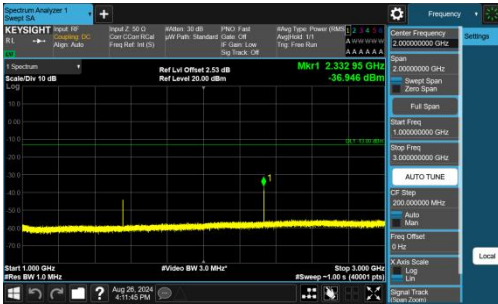 Spectrum Analyzer 1
Swept SA
Frequency
KEYSIGHT
Input: RF
Coupling: DC
Align: Auto
Input Z: 50 Ω
Corr CCorr RCal
Freq Ref: Int (S)
#Atten: 30 dB
µW Path: Standard
PNO: Fast
Gate: Off
IF Gain: Low
Sig Track: Off
#Avg Type: Power (RMS)
Avg|Hold: 1/1
Trig: Free Run
1 2 3 4 5 6
A W W W W W
A A A A A A
1 Spectrum
Scale/Div 10 dB
Log
Ref Lvl Offset 2.53 dB
Ref Level 20.00 dBm
Mkr1 2.332 95 GHz
-36.946 dBm
10.0
0.00
-10.0
-20.0
-30.0
-40.0
-50.0
-60.0
-70.0
1
Start 1.000 GHz
#Res BW 1.0 MHz
#Video BW 3.0 MHz*
Stop 3.000 GHz
#Sweep ~1.00 s (40001 pts)
Aug 26, 2024
4:11:45 PM
Center Frequency
2.000000000 GHz
Span
2.00000000 GHz
Swept Span
Zero Span
Full Span
Start Freq
1.000000000 GHz
Stop Freq
3.000000000 GHz
AUTO TUNE
CF Step
200.000000 MHz
Auto
Man
Freq Offset
0 Hz
X Axis Scale
Log
Lin
Signal Track
(Span Zoom)
Settings
Local